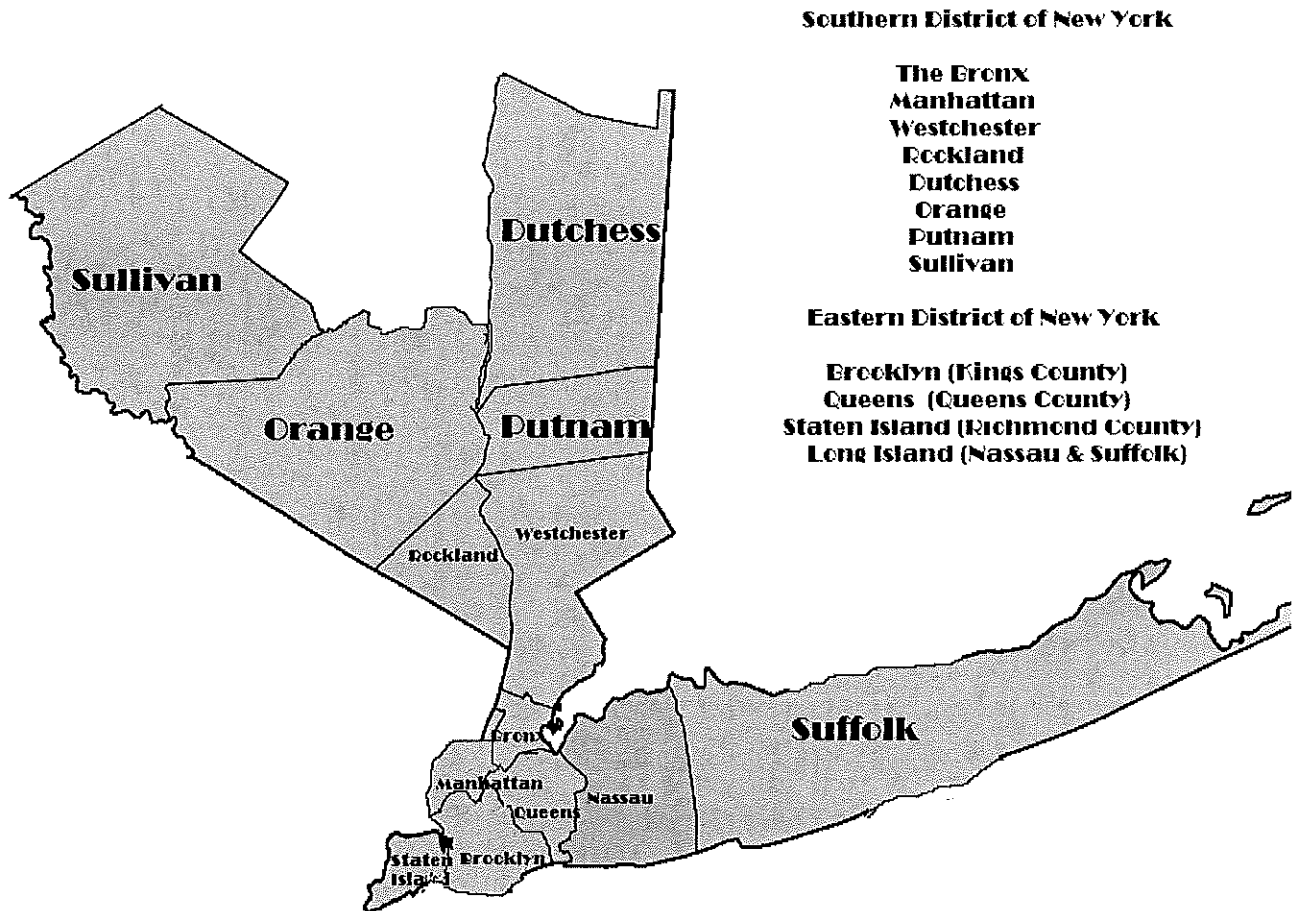 Southern District of New York
The Bronx
Manhattan
Westchester
Rockland
Dutchess
Orange
Putnam
Sullivan
Eastern District of New York
Brooklyn (Kings County)
Queens (Queens County)
Staten Island (Richmond County)
Long Island (Nassau & Suffolk)
Dutchess
Sullivan
Orange
Putnam
Westchester
Rockland
Suffolk
Bronx
Manhattan
Nassau
Queens
Staten
Island
Brooklyn